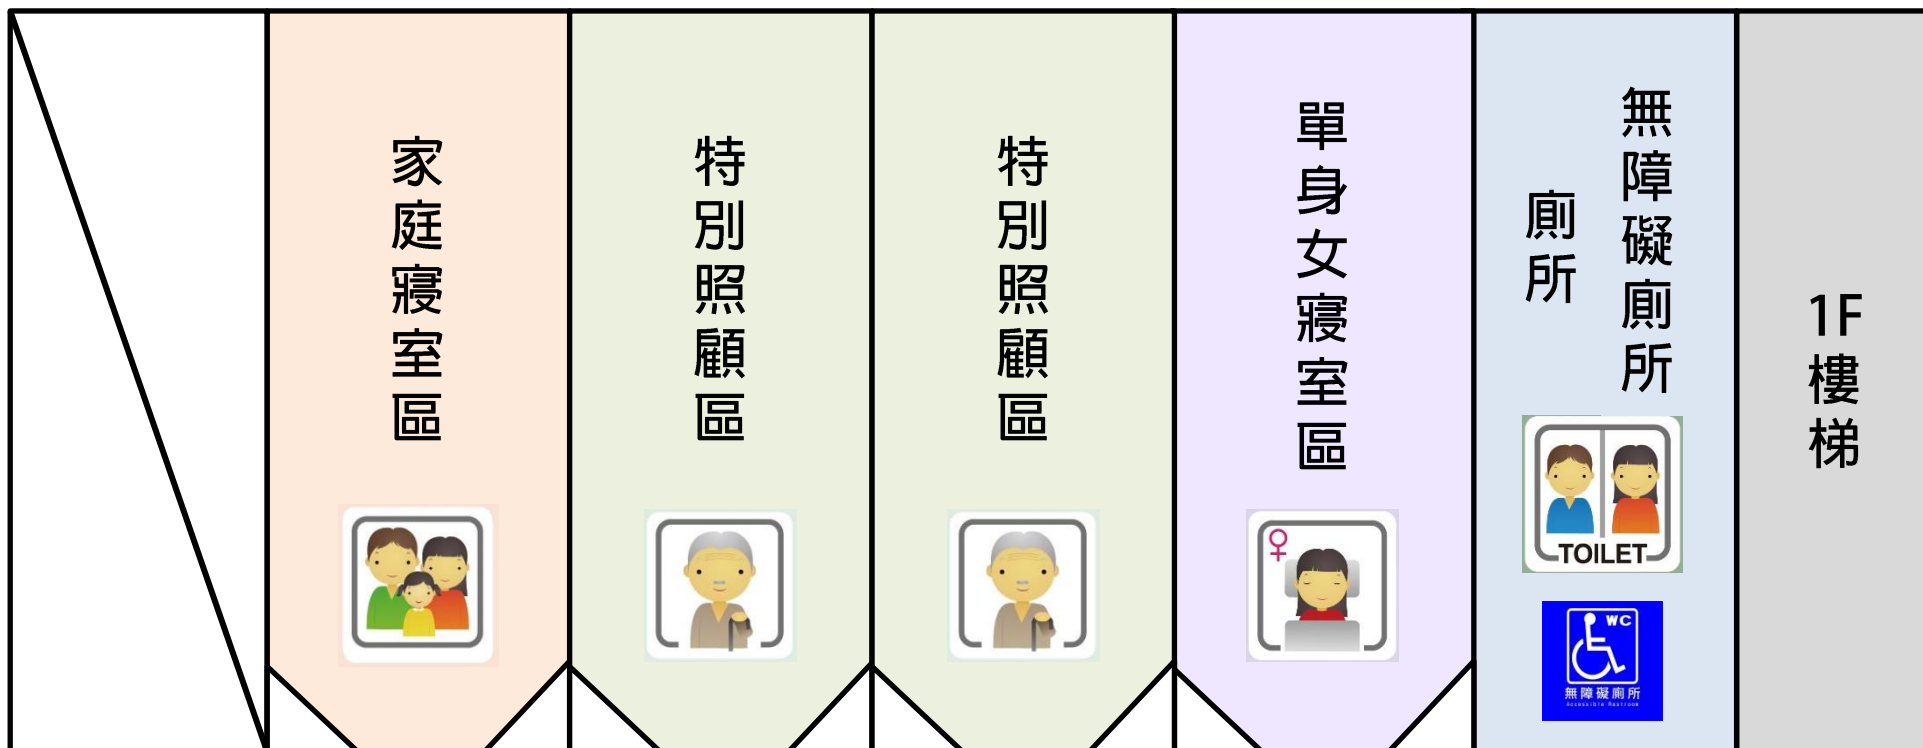 家庭寢室區
特別照顧區
特別照顧區
單身女寢室區
♀
無障礙廁所
廁所
TOILET
WC
無障礙廁所
Accessible Restroom
1F
樓梯